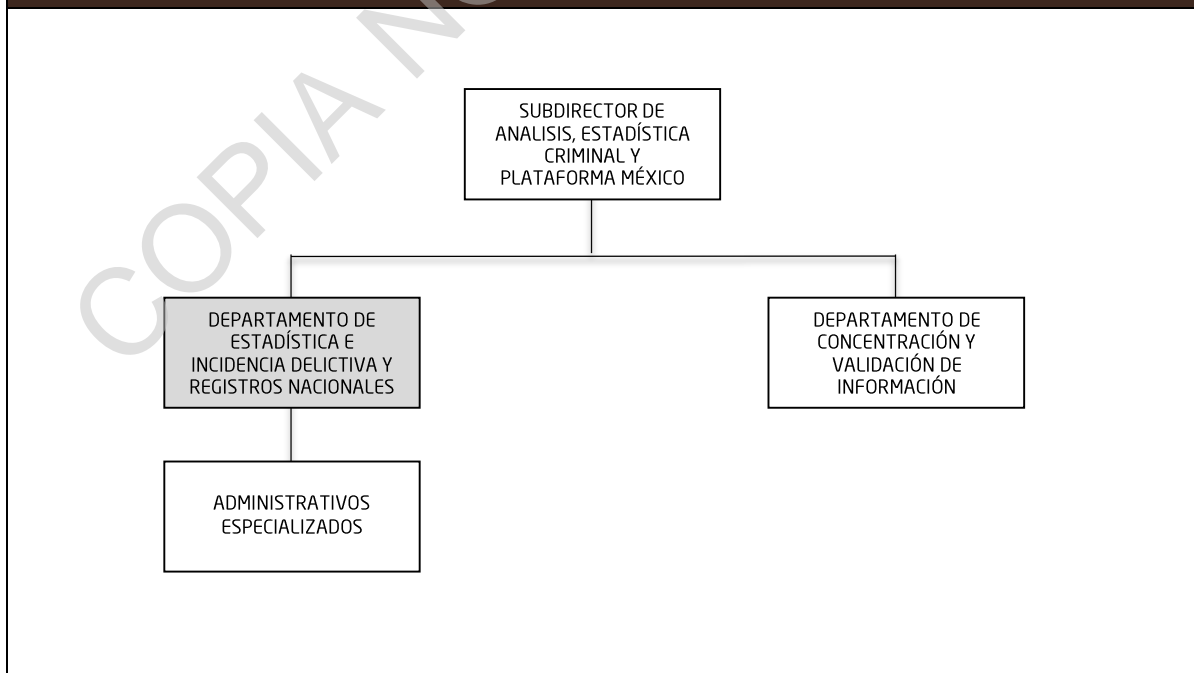 COPIA
SUBDIRECTOR DE
ANALISIS, ESTADÍSTICA
CRIMINAL Y
PLATAFORMA MÉXICO
DEPARTAMENTO DE
ESTADÍSTICA E
INCIDENCIA DELICTIVA Y
REGISTROS NACIONALES
DEPARTAMENTO DE
CONCENTRACIÓN Y
VALIDACIÓN DE
INFORMACIÓN
ADMINISTRATIVOS
ESPECIALIZADOS